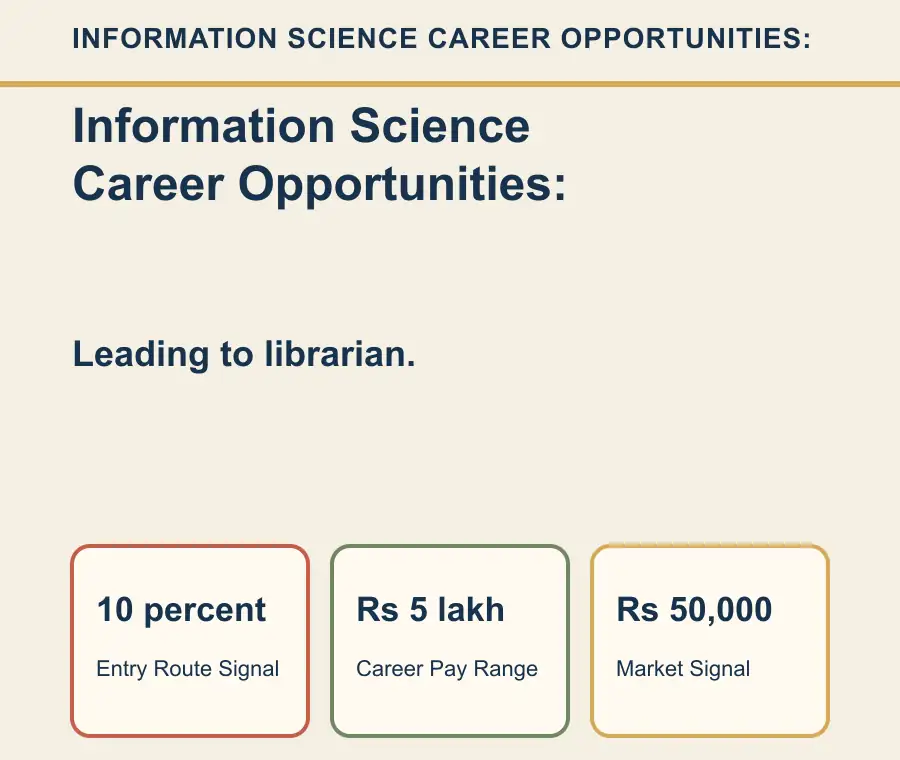 INFORMATION SCIENCE CAREER OPPORTUNITIES:
Information Science
Career Opportunities:
Leading to librarian.
10 percent
Entry Route Signal
Rs 5 lakh
Career Pay Range
Rs 50,000
Market Signal